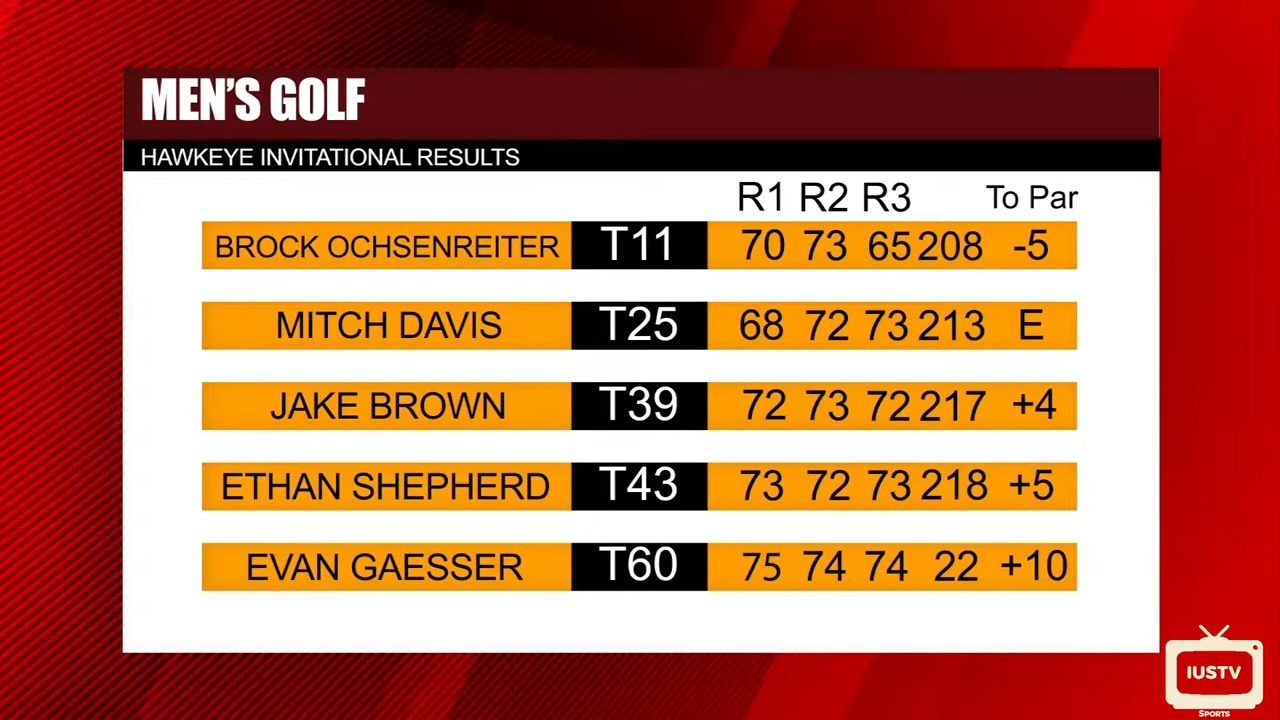 MEN'S GOLF
HAWKEYE INVITATIONAL RESULTS
R1 R2 R3 To Par
BROCK OCHSENREITER T11 70 73 65 208 -5
MITCH DAVIS T25 68 72 73 213 E
JAKE BROWN T39 72 73 72 217 +4
ETHAN SHEPHERD T43 73 72 73 218 +5
EVAN GAESSER T60 75 74 74 22 +10
IUSTV
SPORTS